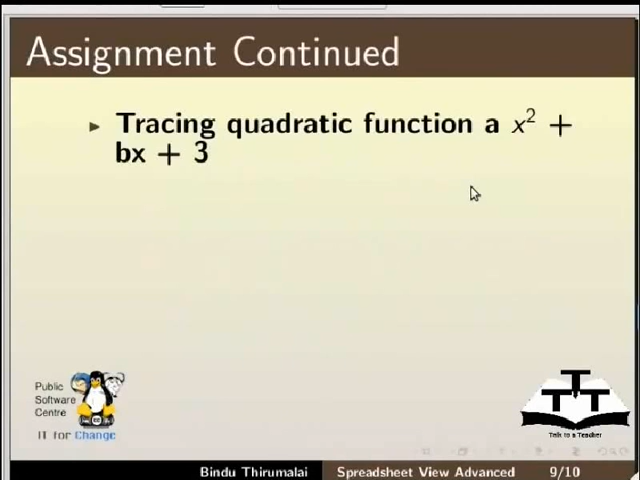 Assignment Continued
Tracing quadratic function a x² +
bx + 3
Public
Software
Centre
IT for Change
TTT
Talk to a Teacher
Bindu Thirumalai Spreadsheet View Advanced 9/10